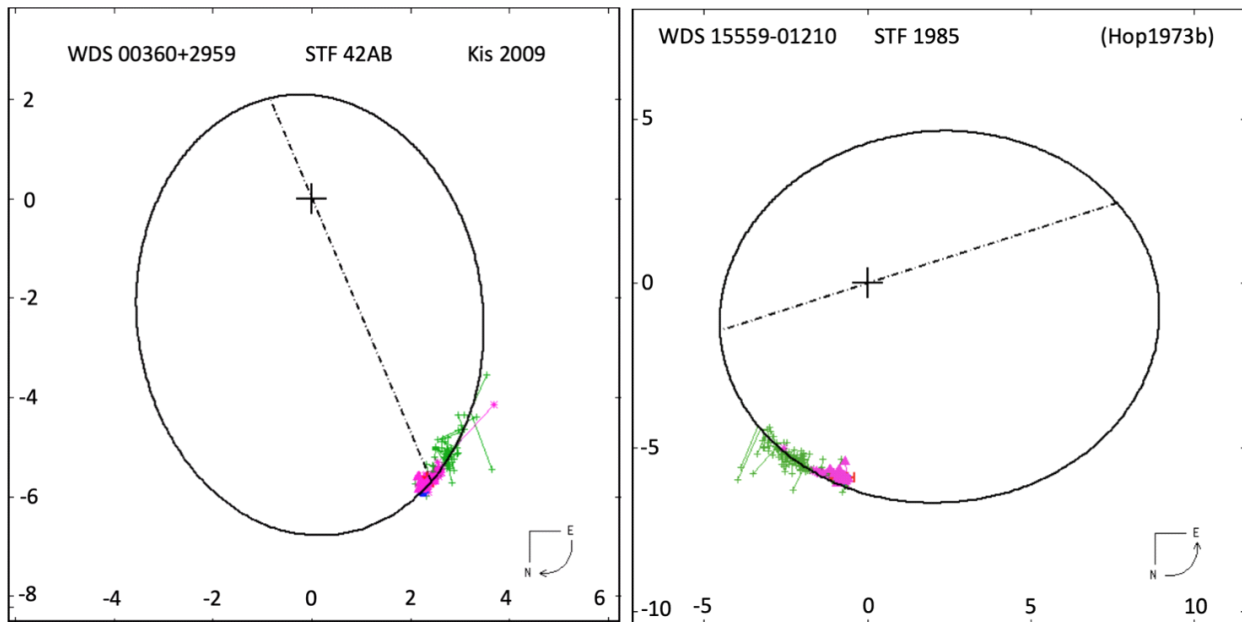 WDS 00360+2959 STF 42AB Kis 2009
2
0
-2
-4
-6
-8
-4 -2 0 2 4 6
E
N
WDS 15559-01210 STF 1985 (Hop1973b)
5
0
-5
-10
-5 0 5 10
E
N